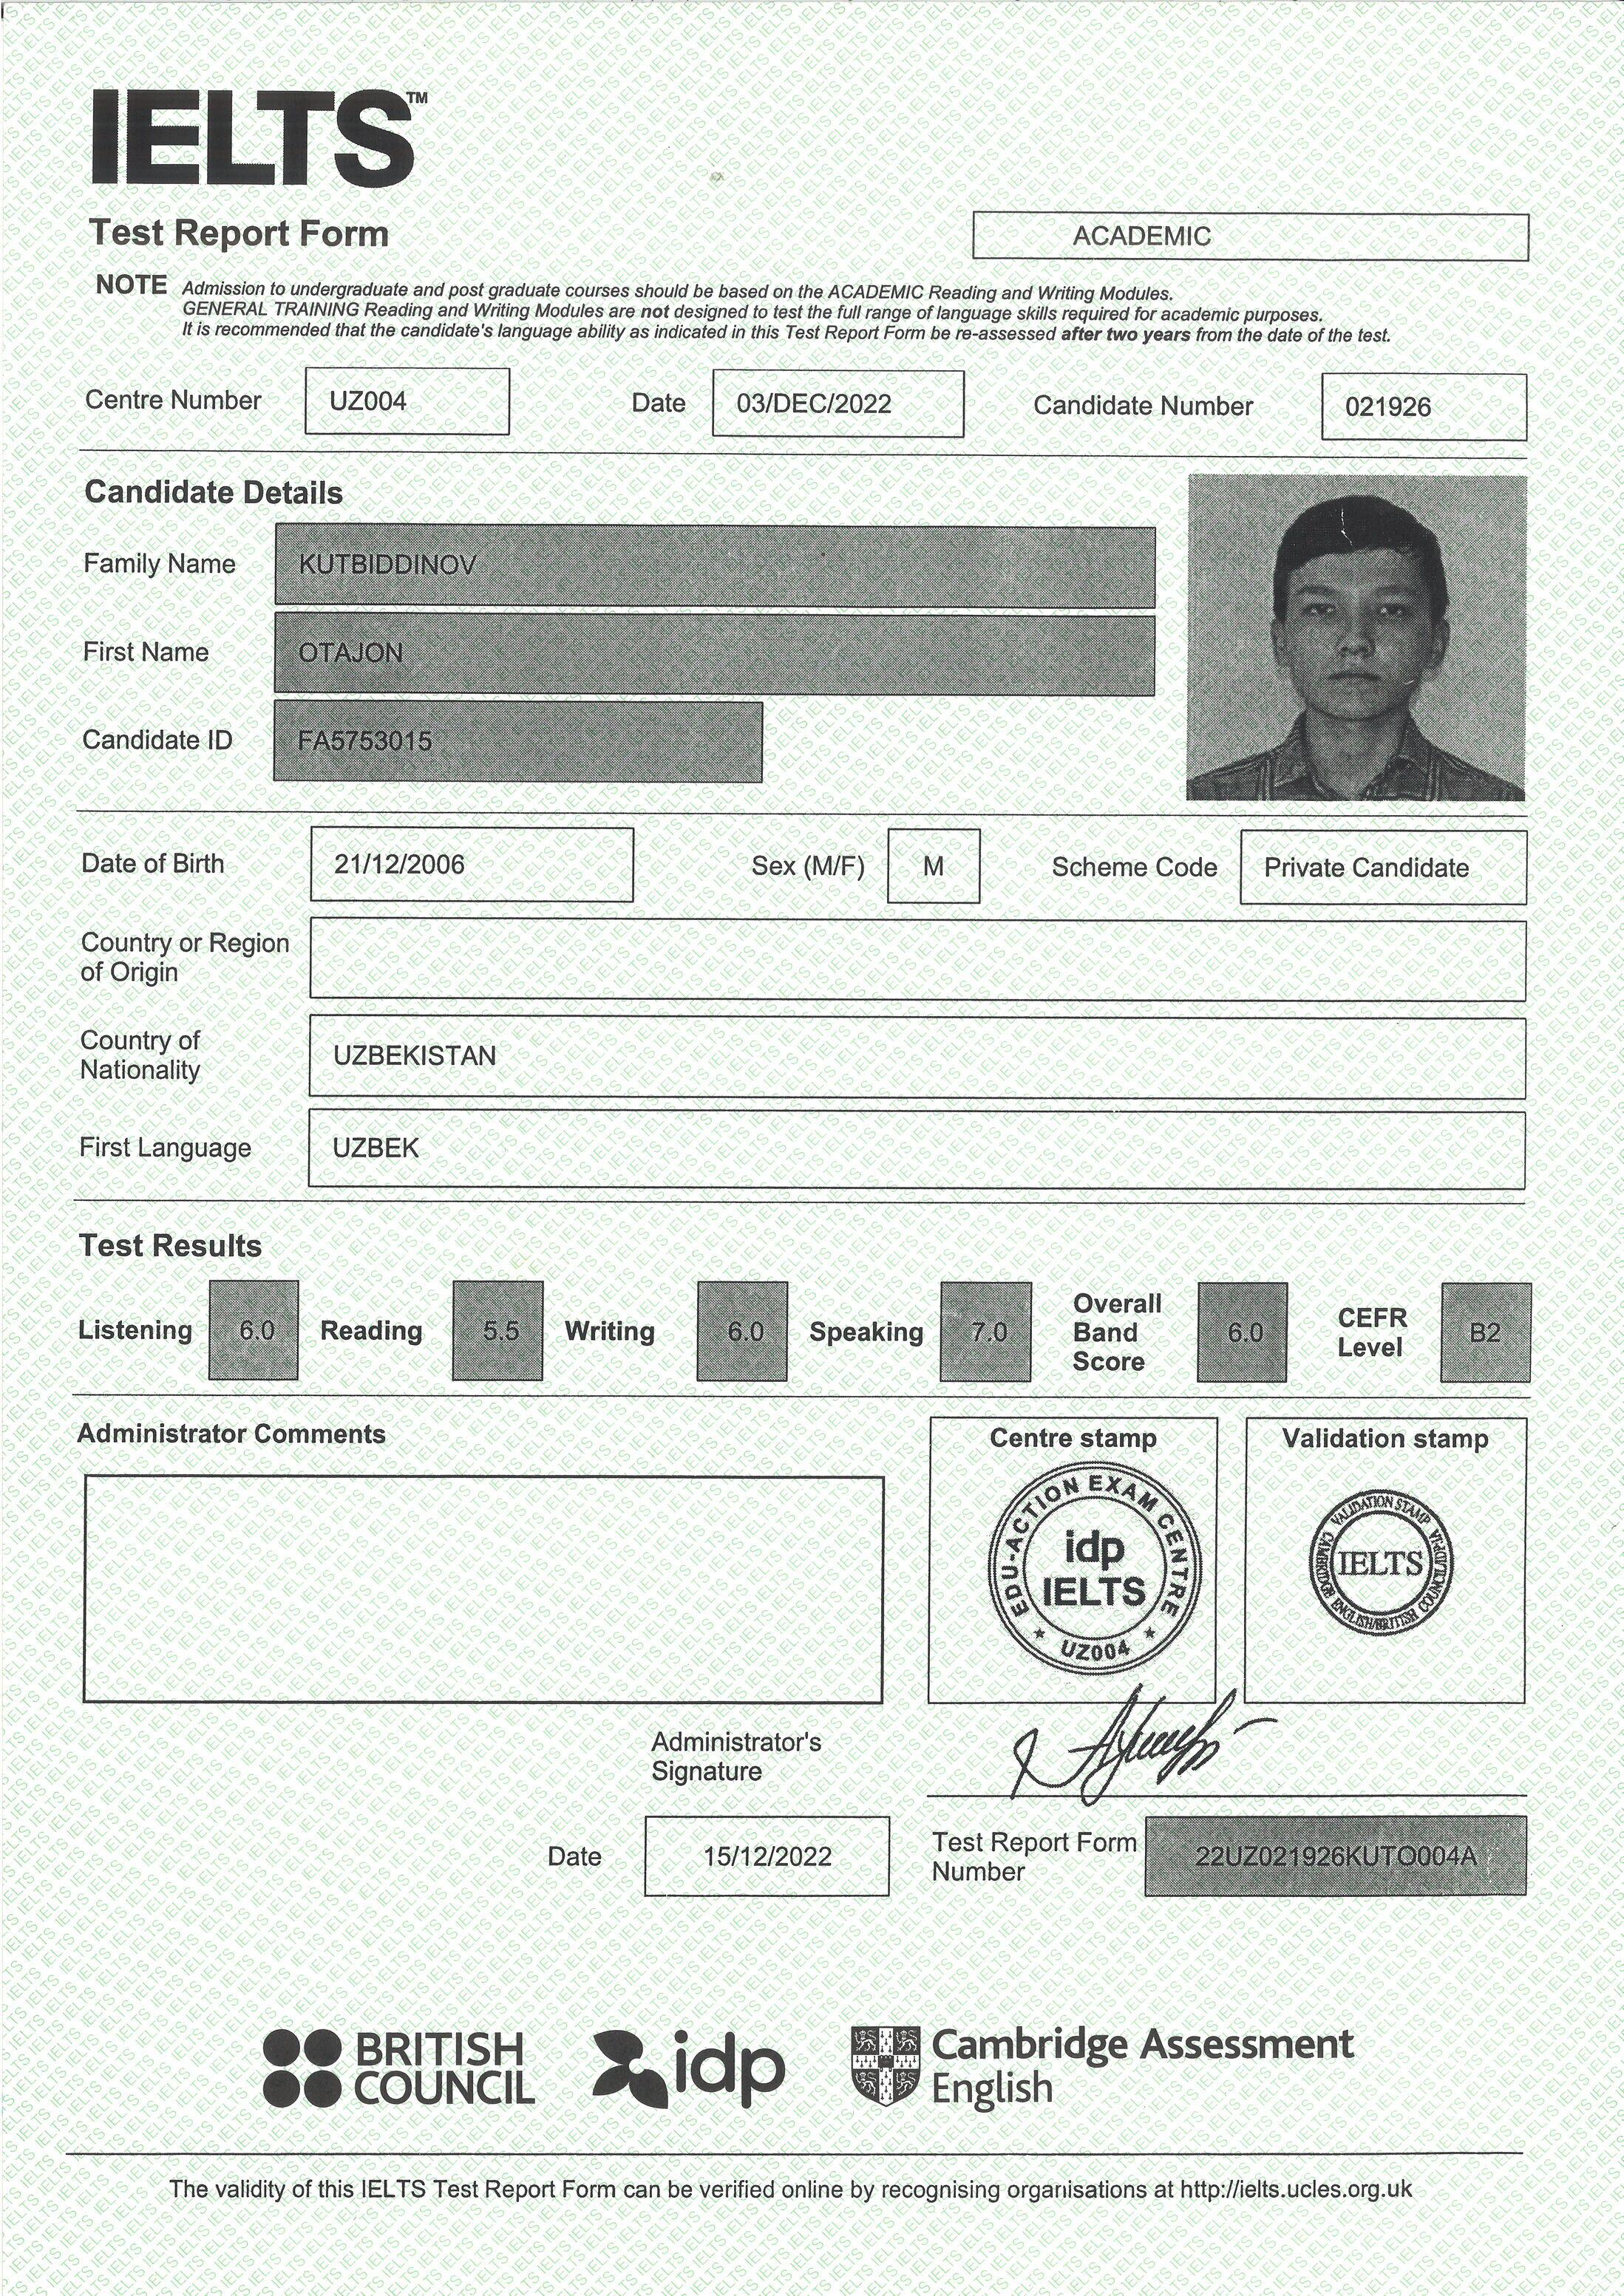 IELTS™
Test Report Form
ACADEMIC
NOTE Admission to undergraduate and post graduate courses should be based on the ACADEMIC Reading and Writing Modules.
GENERAL TRAINING Reading and Writing Modules are not designed to test the full range of language skills required for academic purposes.
It is recommended that the candidate's language ability as indicated in this Test Report Form be re-assessed after two years from the date of the test.
Centre Number UZ004 Date 03/DEC/2022 Candidate Number 021926
Candidate Details
Family Name KUTBIDDINOV
First Name OTAJON
Candidate ID FA5753015
Date of Birth 21/12/2006 Sex (M/F) M Scheme Code Private Candidate
Country or Region
of Origin
Country of
Nationality UZBEKISTAN
First Language UZBEK
Test Results
Listening 6.0 Reading 5.5 Writing 6.0 Speaking 7.0 Overall Band Score 6.0 CEFR Level B2
Administrator Comments
Centre stamp
EDU-ACTION EXAM CENTRE
idp
IELTS
★ UZ004 ★
Validation stamp
VALIDATION STAMP
IELTS
CAMBRIDGE ENGLISH/BRITISH COUNCIL/IDP:IA
Administrator's
Signature
Date 15/12/2022
Test Report Form
Number 22UZ021926KUTO004A
BRITISH
COUNCIL
idp
Cambridge Assessment
English
The validity of this IELTS Test Report Form can be verified online by recognising organisations at http://ielts.ucles.org.uk